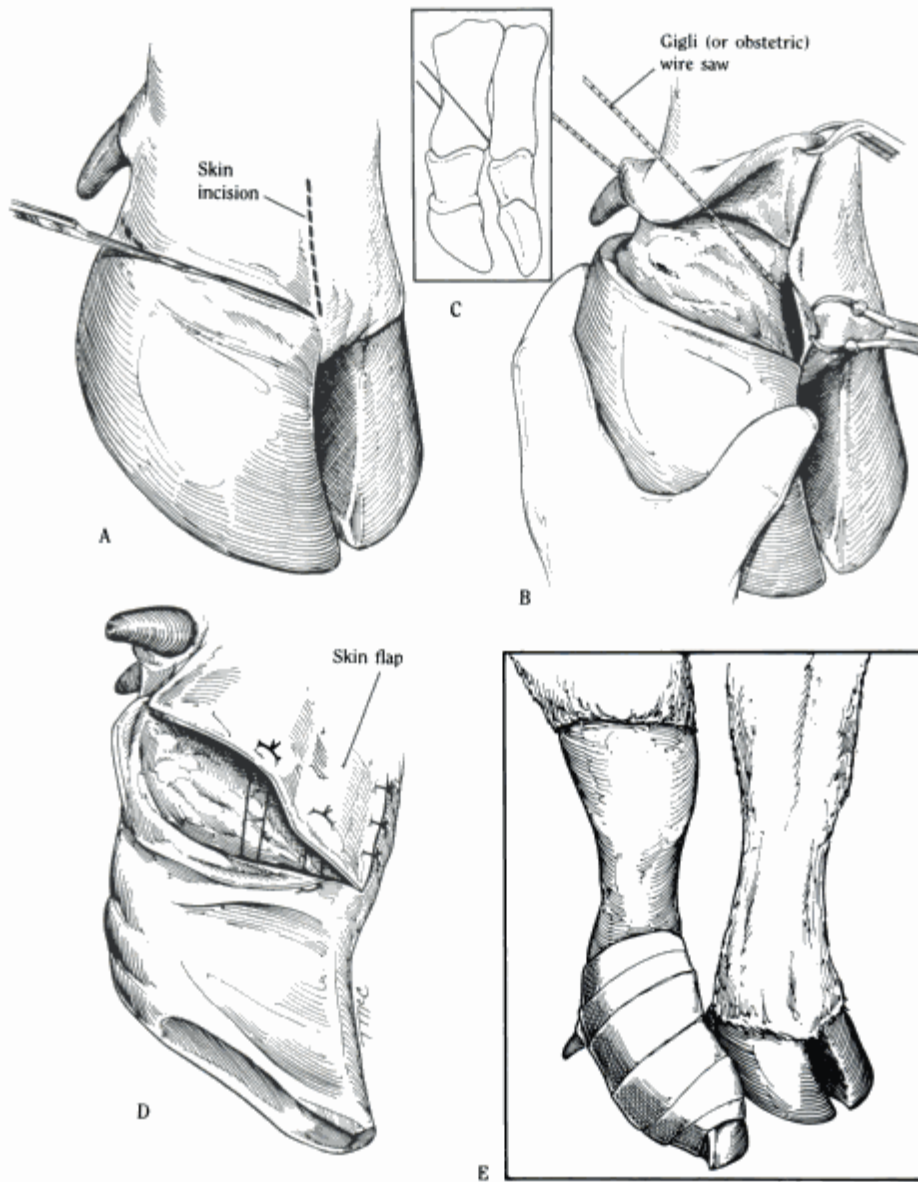 Gigli (or obstetric)
wire saw
Skin
incision
C
A
B
Skin flap
D
E